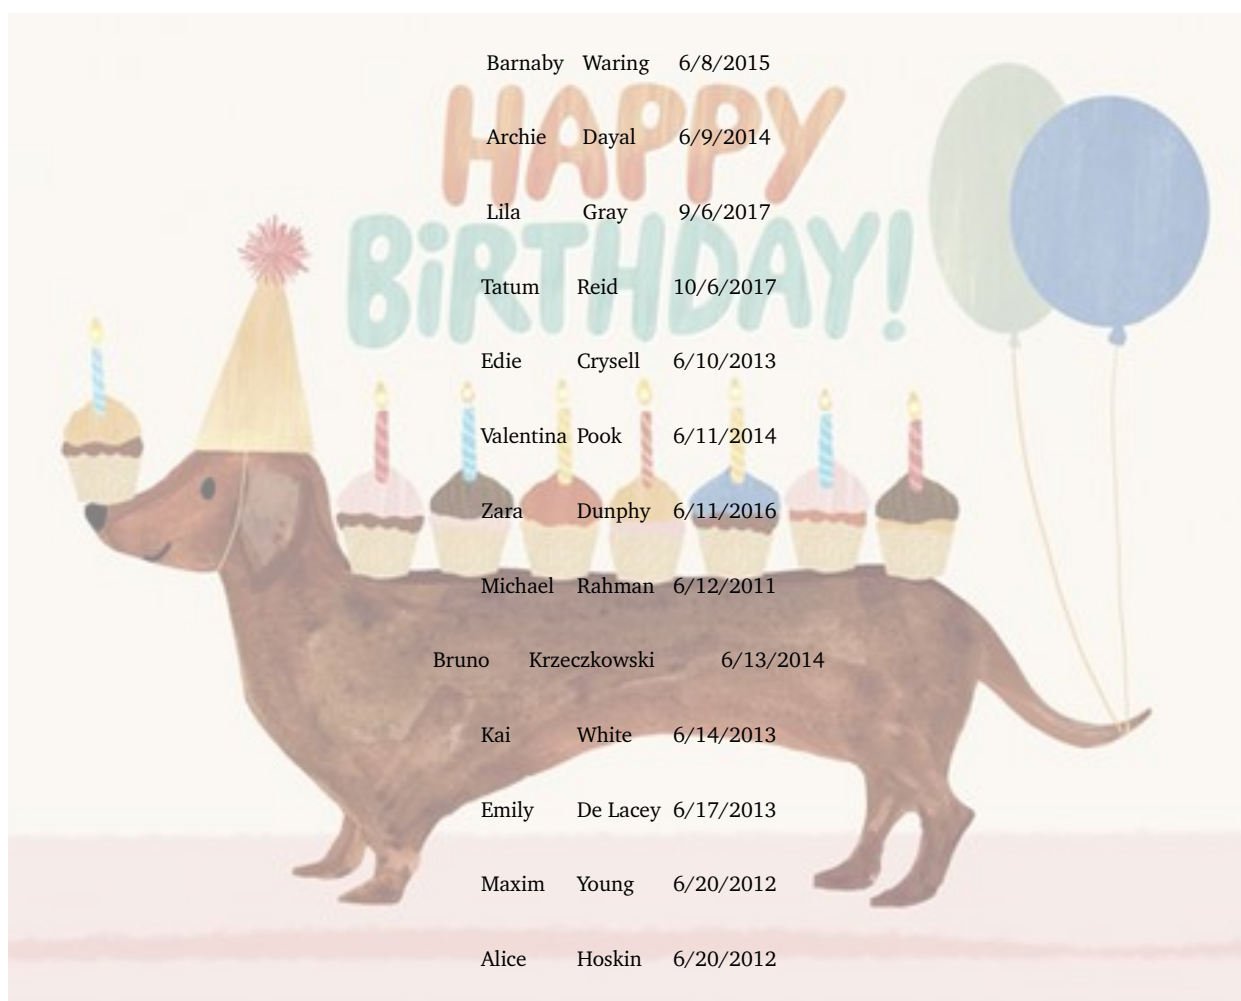 Barnaby Waring 6/8/2015
HAPPY
Archie Dayal 6/9/2014
Lila Gray 9/6/2017
BiRTHDAY!
Tatum Reid 10/6/2017
Edie Crysell 6/10/2013
Valentina Pook 6/11/2014
Zara Dunphy 6/11/2016
Michael Rahman 6/12/2011
Bruno Krzeczkowski 6/13/2014
Kai White 6/14/2013
Emily De Lacey 6/17/2013
Maxim Young 6/20/2012
Alice Hoskin 6/20/2012